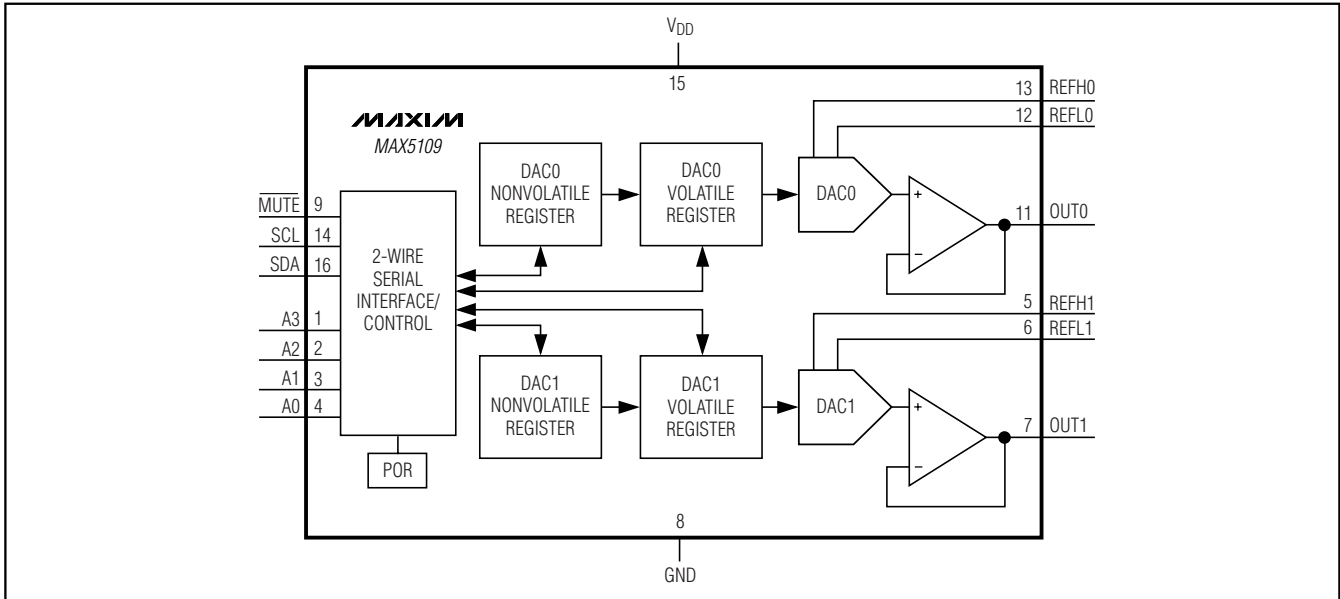 VDD
15
MAXIM
MAX5109
MUTE 9
SCL 14
SDA 16
A3 1
A2 2
A1 3
A0 4
2-WIRE
SERIAL
INTERFACE/
CONTROL
POR
DAC0
NONVOLATILE
REGISTER
DAC0
VOLATILE
REGISTER
DAC0
+
−
13 REFH0
12 REFL0
11 OUT0
DAC1
NONVOLATILE
REGISTER
DAC1
VOLATILE
REGISTER
DAC1
+
−
5 REFH1
6 REFL1
7 OUT1
8
GND